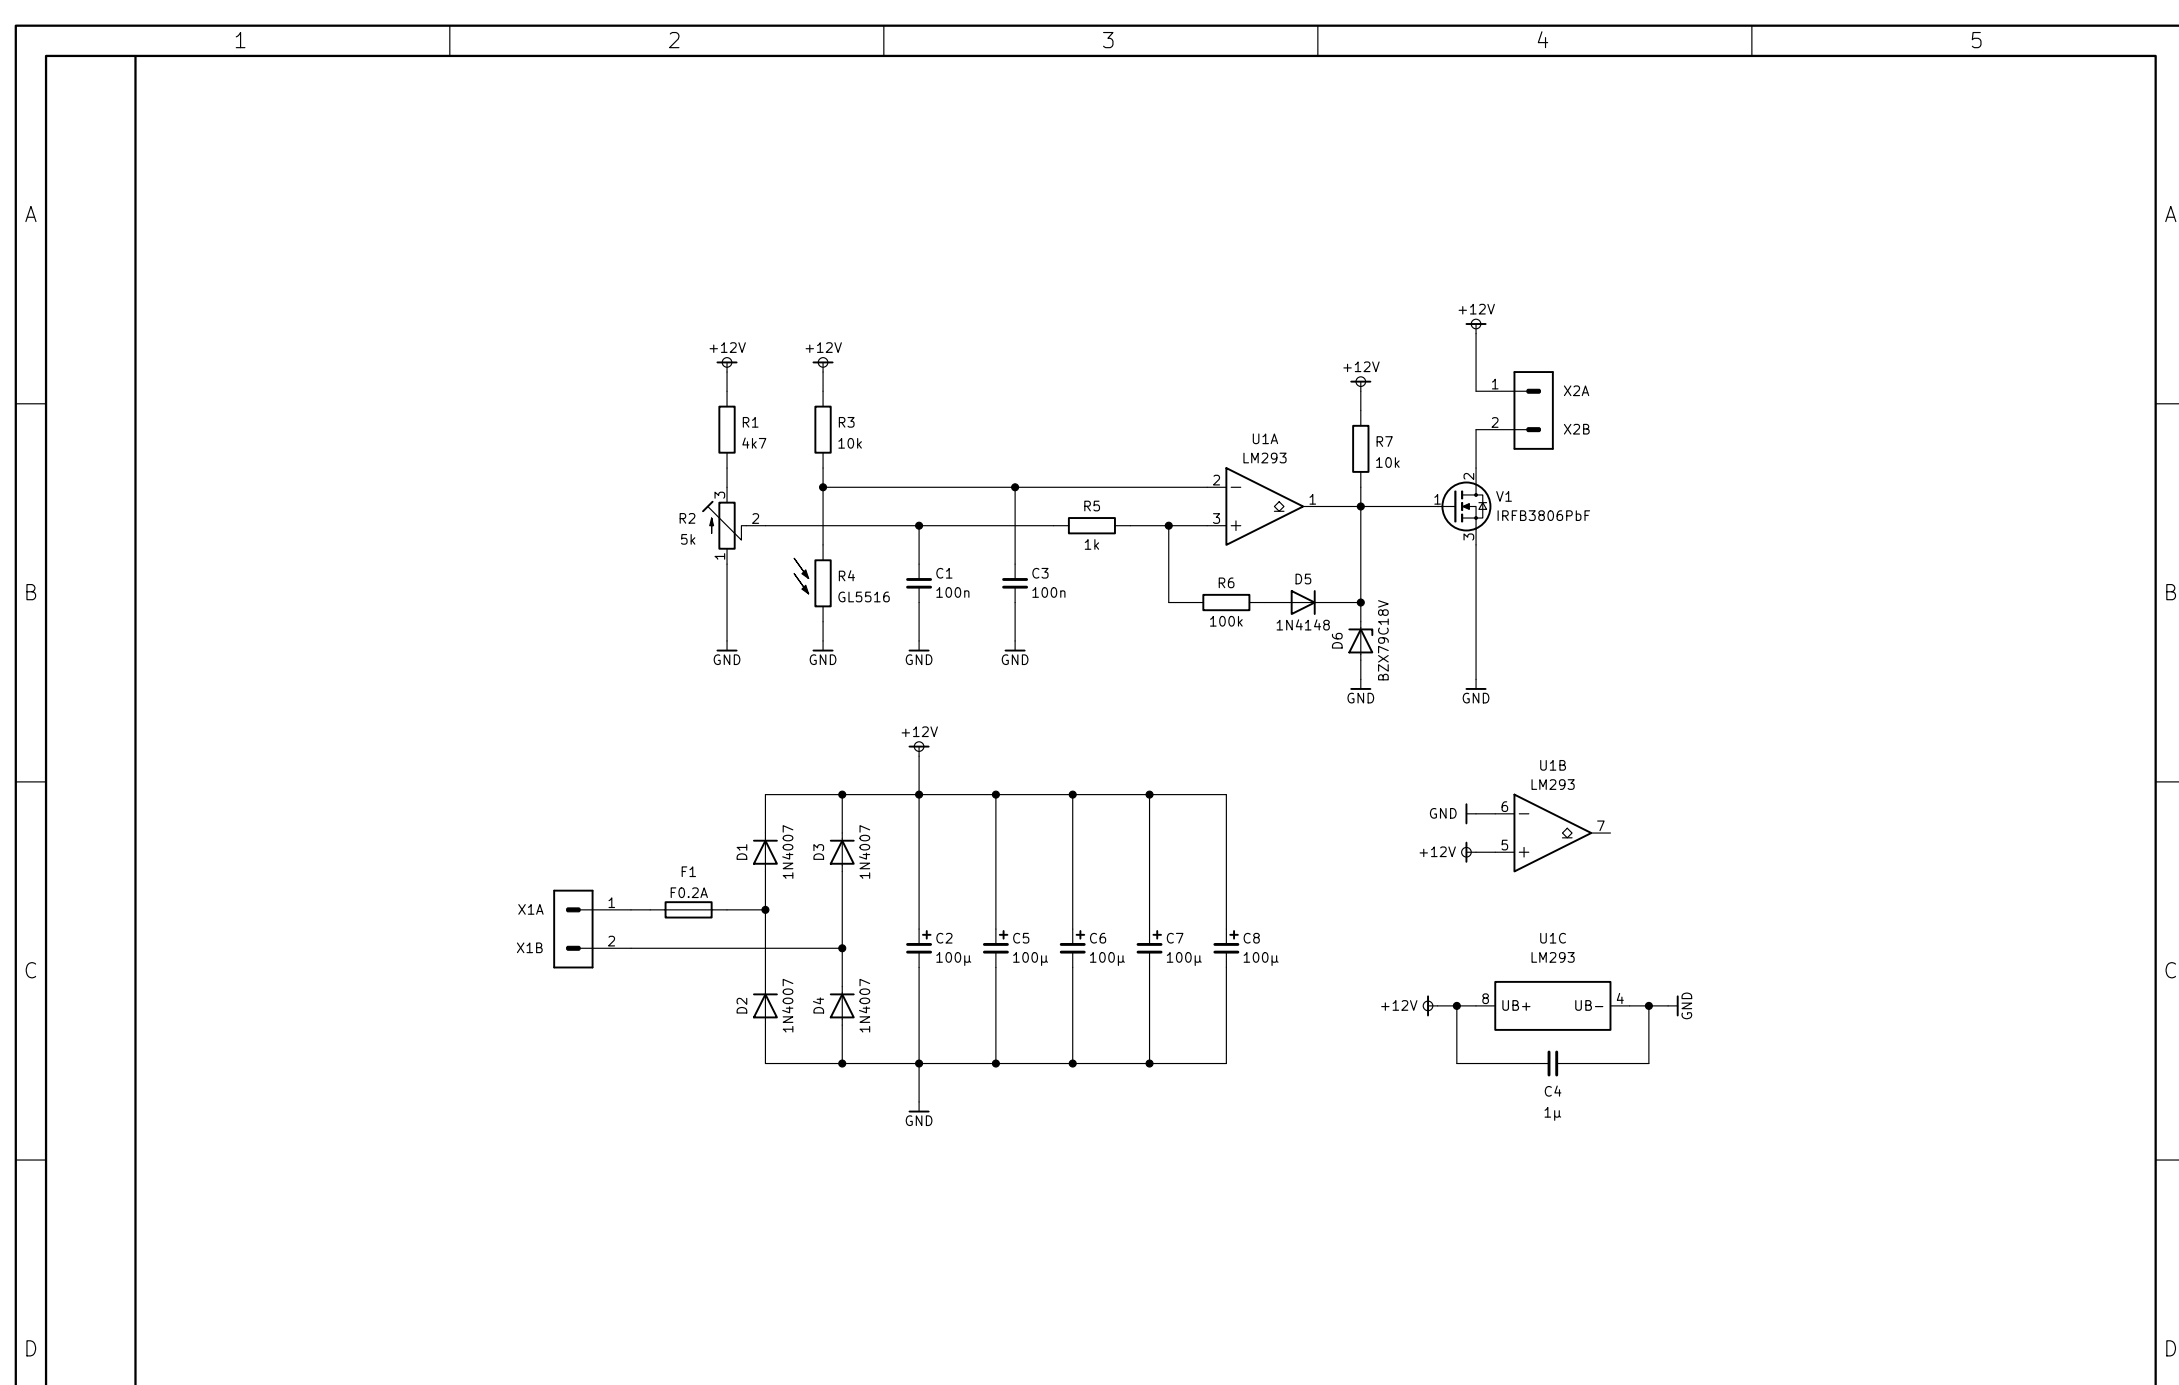 1 2 3 4 5
A A
+12V
+12V +12V
+12V
1 X2A
R1 R3
2 X2B
4k7 10k
U1A R7
LM293 10k
2
3 2 1 1 V1
R2 2 R5 3 IRFB3806PbF
5k
1k 3
1
R4 C1 C3 R6 D5
B GL5516 100n 100n B
100k 1N4148
D6 BZX79C18V
GND GND GND GND
GND GND
+12V
U1B
LM293
GND 6
7
D1 1N4007 D3 1N4007 +12V 5
F1
F0.2A
X1A 1
X1B 2 C2 C5 C6 C7 C8 U1C
100µ 100µ 100µ 100µ 100µ LM293
C C
D2 1N4007 D4 1N4007 +12V 8 UB+ UB- 4 GND
C4
1µ
GND
D D